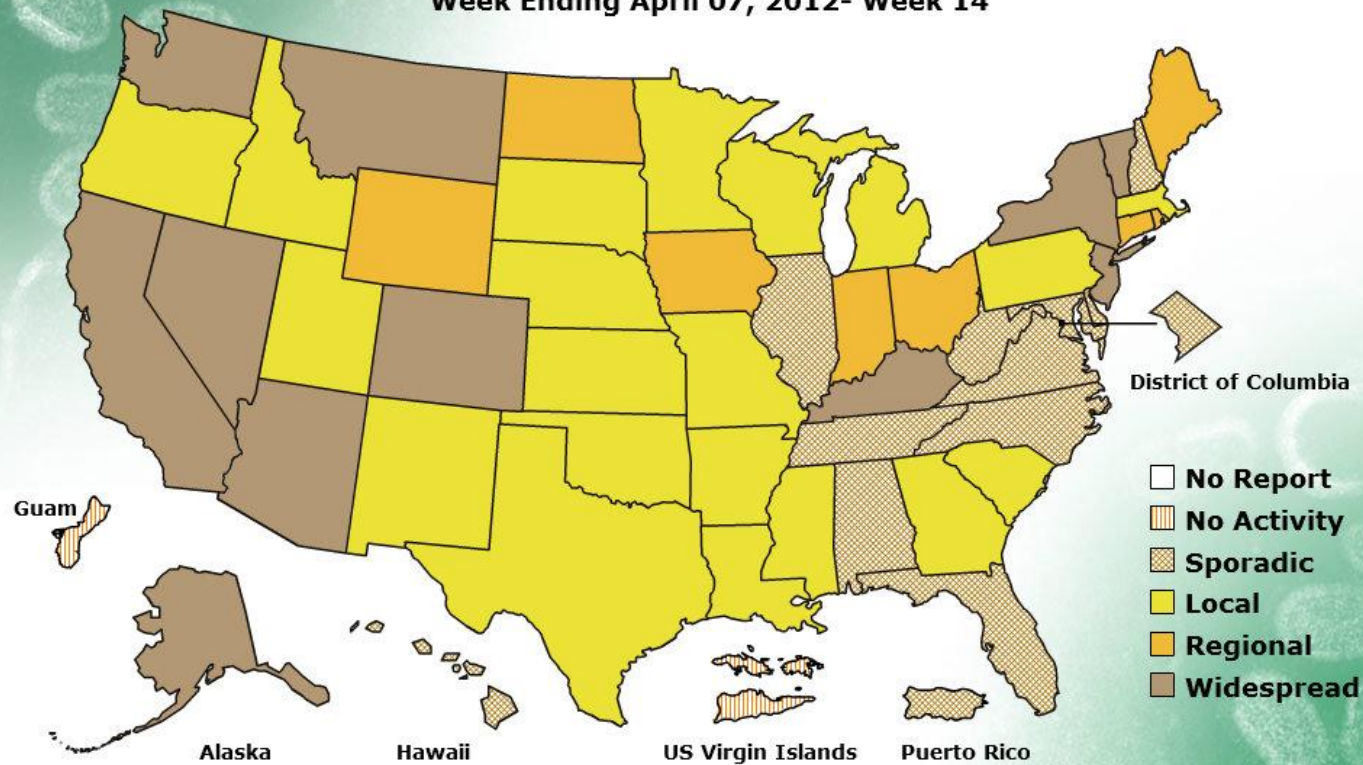 Week Ending April 07, 2012- Week 14
District of Columbia
No Report
Guam
No Activity
Sporadic
Local
Regional
Widespread
Alaska
Hawaii
US Virgin Islands
Puerto Rico